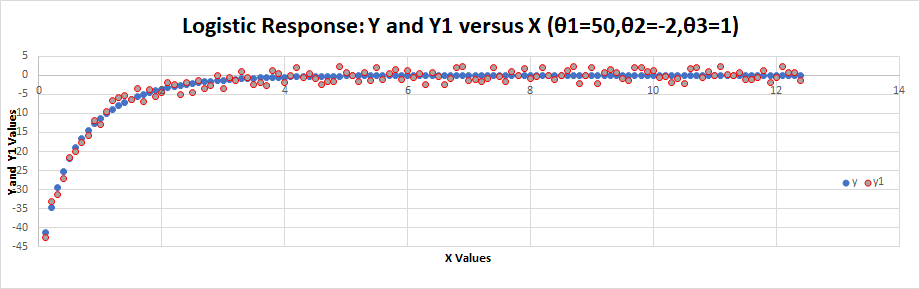 Logistic Response: Y and Y1 versus X (θ1=50,θ2=-2,θ3=1)
5
0
-5
-10
-15
-20
-25
-30
-35
-40
-45
0 2 4 6 8 10 12 14
Y and Y1 Values
X Values
y y1